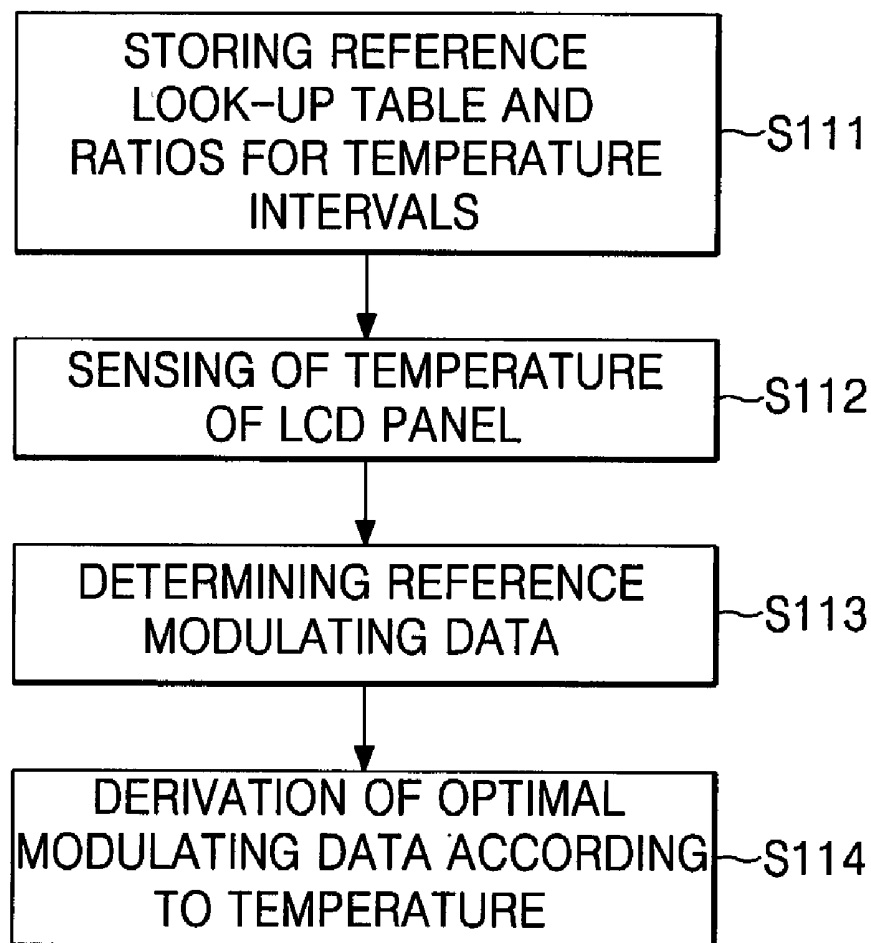 STORING REFERENCE
LOOK-UP TABLE AND
RATIOS FOR TEMPERATURE
INTERVALS
S111
SENSING OF TEMPERATURE
OF LCD PANEL
S112
DETERMINING REFERENCE
MODULATING DATA
S113
DERIVATION OF OPTIMAL
MODULATING DATA ACCORDING
TO TEMPERATURE
S114